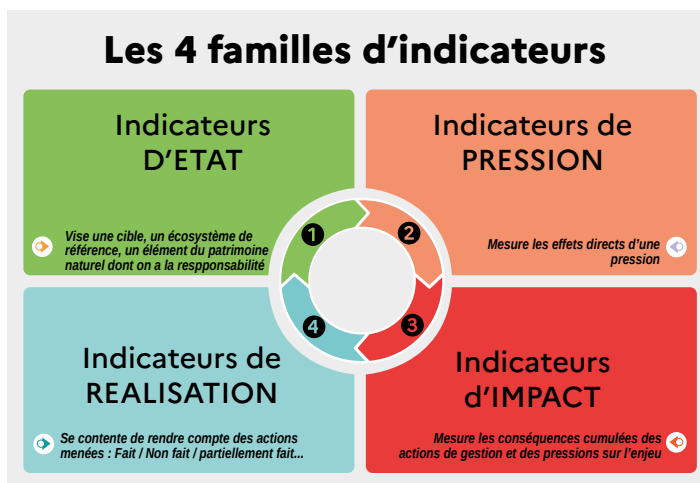 Les 4 familles d'indicateurs
Indicateurs
D'ETAT
Vise une cible, un écosystème de
référence, un élément du patrimoine
naturel dont on a la respponsabilité
1
Indicateurs de
PRESSION
2
Mesure les effets directs d'une
pression
Indicateurs
d'IMPACT
3
Mesure les conséquences cumulées des
actions de gestion et des pressions sur l'enjeu
4
Indicateurs de
REALISATION
Se contente de rendre compte des actions
menées : Fait / Non fait / partiellement fait...